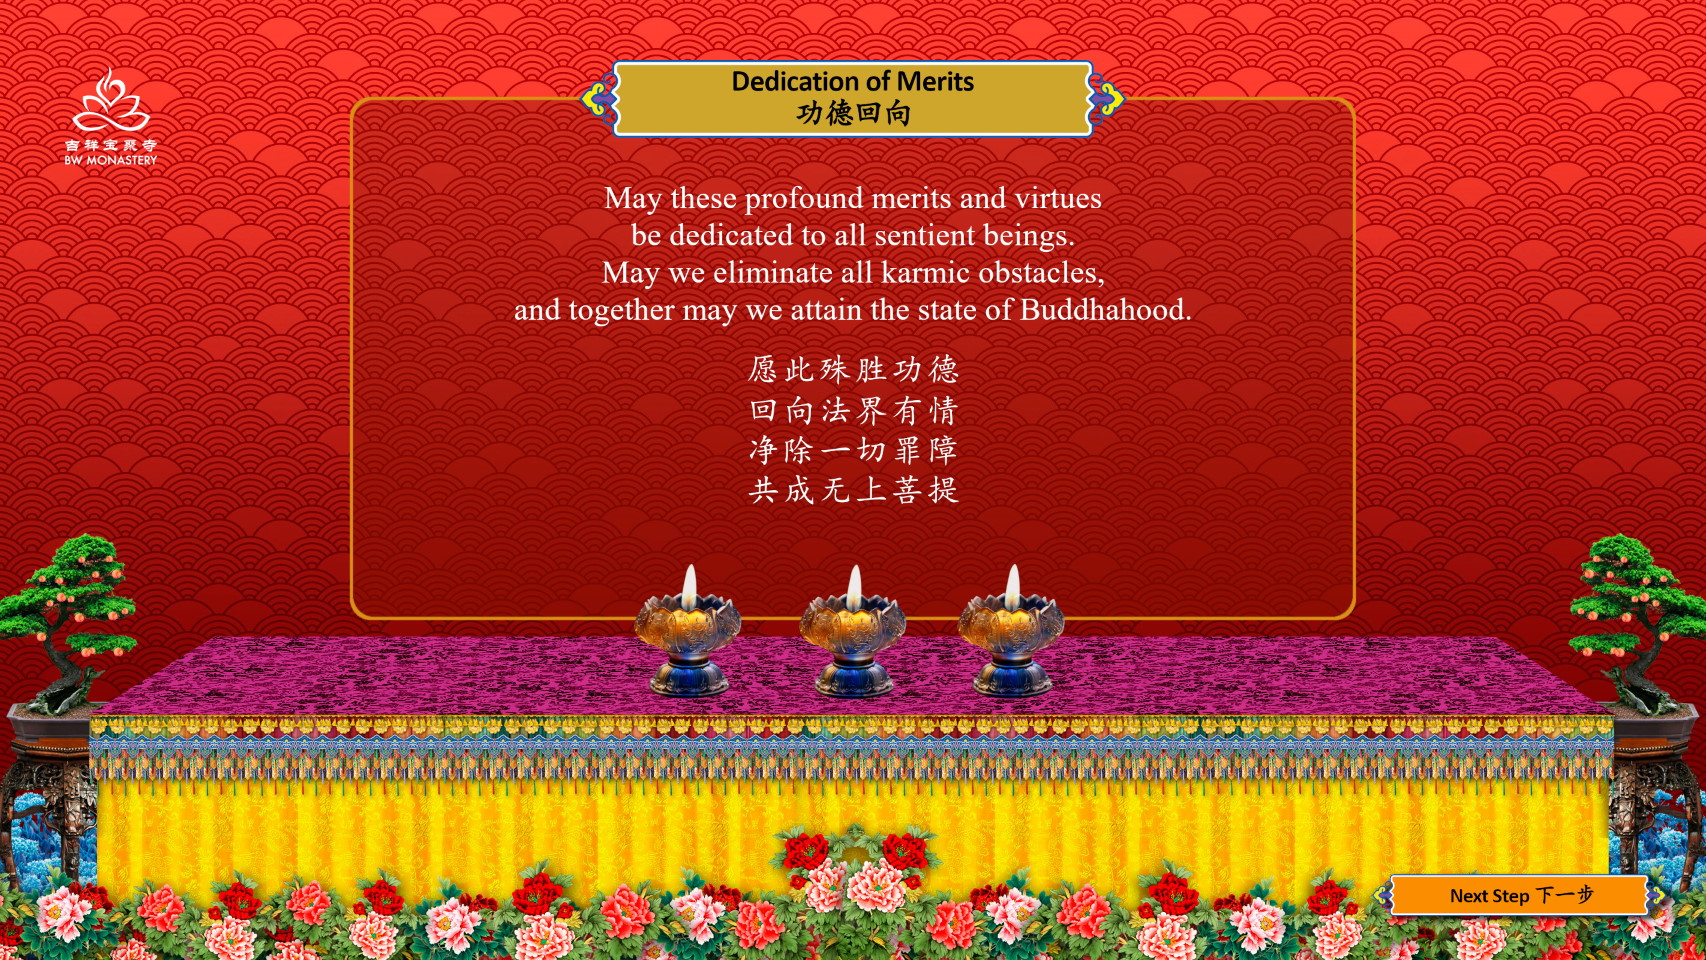 Dedication of Merits
功德回向
吉祥宝聚寺
BW MONASTERY
May these profound merits and virtues
be dedicated to all sentient beings.
May we eliminate all karmic obstacles,
and together may we attain the state of Buddhahood.
愿此殊胜功德
回向法界有情
净除一切罪障
共成无上菩提
Next Step 下一步